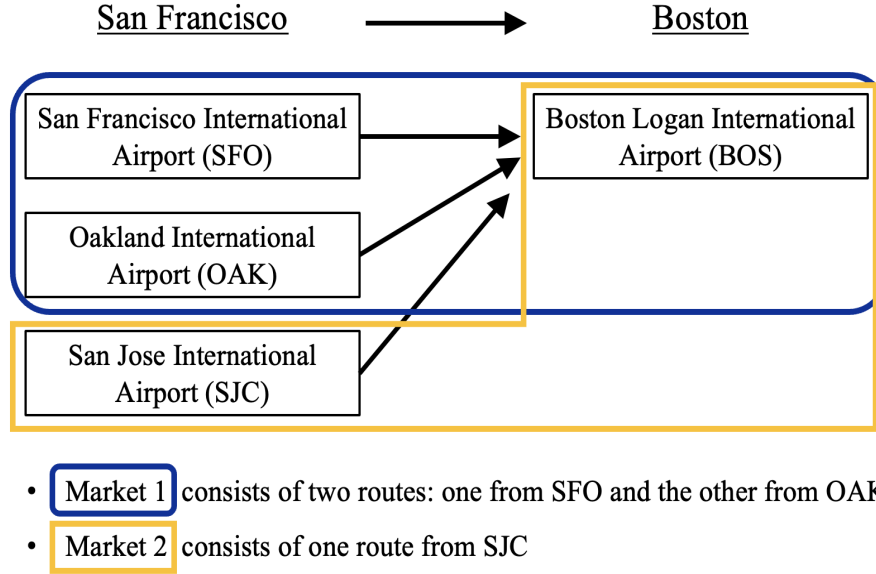 San Francisco
Boston
San Francisco International
Airport (SFO)
Boston Logan International
Airport (BOS)
Oakland International
Airport (OAK)
San Jose International
Airport (SJC)
• Market 1 consists of two routes: one from SFO and the other from OAK
• Market 2 consists of one route from SJC